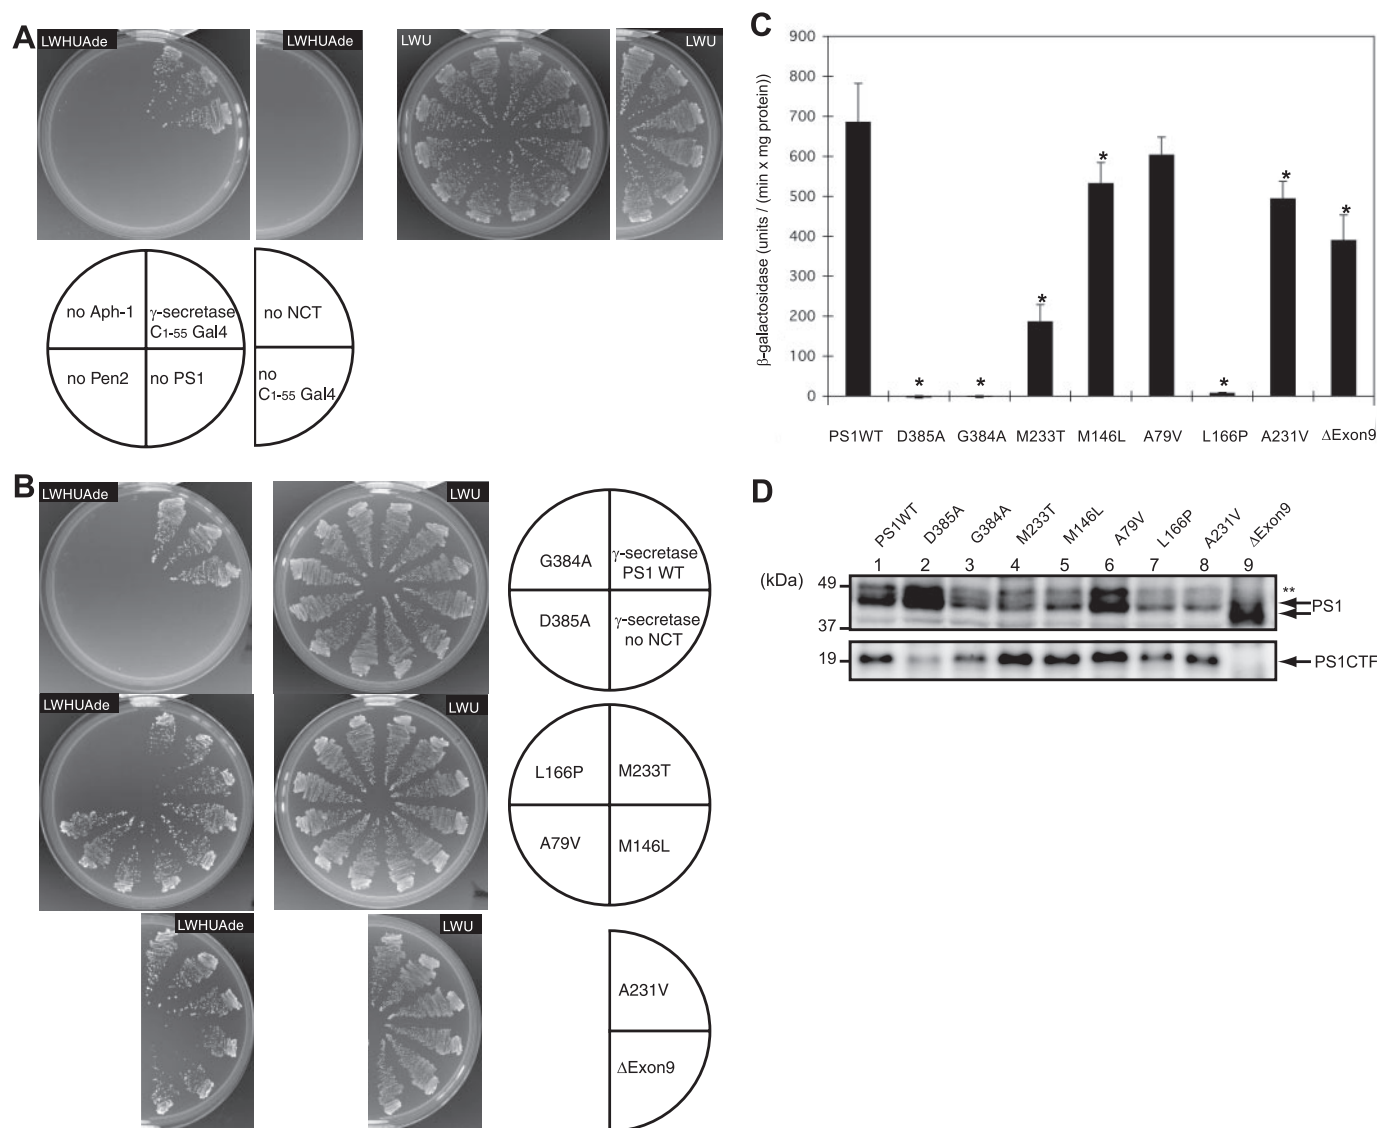 A
LWHUAde
LWHUAde
LWU
LWU
no Aph-1
γ-secretase
C1-55 Gal4
no NCT
no Pen2
no PS1
no
C1-55 Gal4
B
LWHUAde
LWU
G384A
γ-secretase
PS1 WT
D385A
γ-secretase
no NCT
LWHUAde
LWU
L166P
M233T
A79V
M146L
LWHUAde
LWU
A231V
ΔExon9
C
β-galactosidase (units / (min x mg protein))
900
800
700
600
500
400
300
200
100
0
* * * * * * *
PS1WT D385A G384A M233T M146L A79V L166P A231V ΔExon9
D
PS1WT D385A G384A M233T M146L A79V L166P A231V ΔExon9
1 2 3 4 5 6 7 8 9
(kDa)
49
**
PS1
37
19
PS1CTF